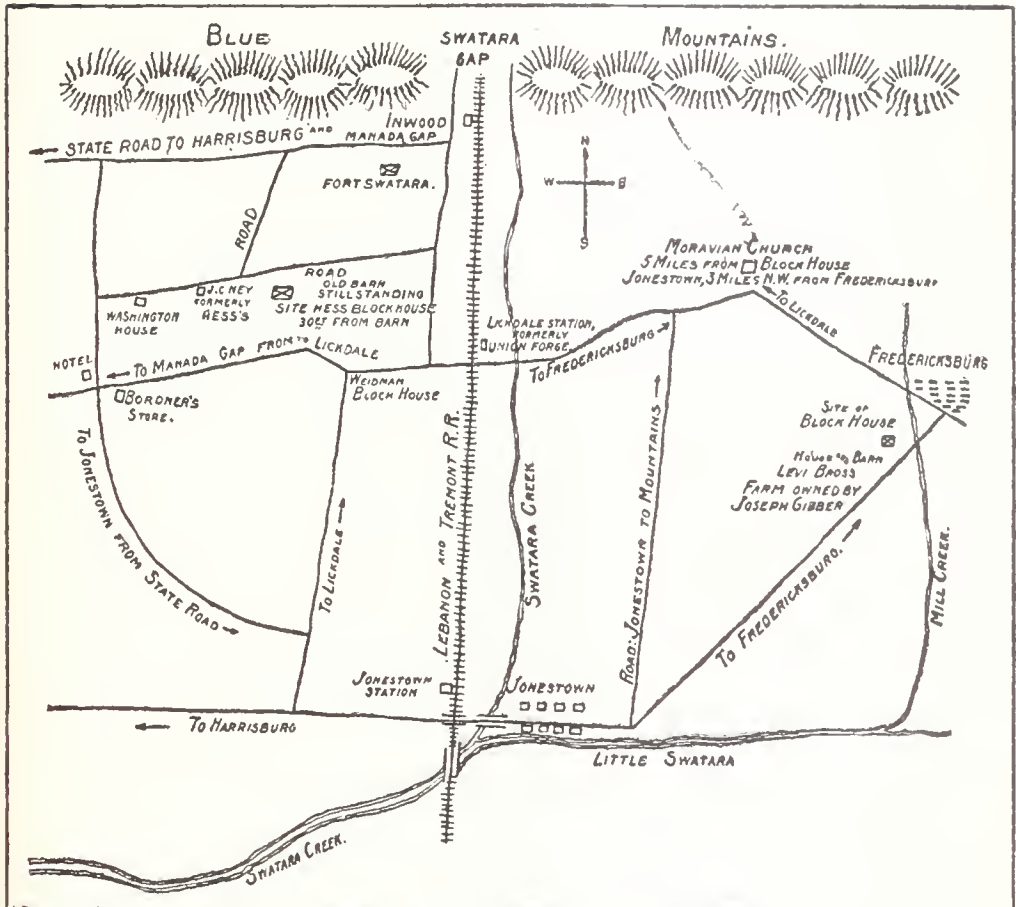 BLUE
SWATARA
GAP
MOUNTAINS.
INWOOD
STATE ROAD TO HARRISBURG AND
MANADA GAP
FORT SWATARA.
N
W
E
S
ROAD
MORAVIAN CHURCH
5 MILES FROM BLOCK HOUSE
JONESTOWN, 3 MILES N.W. FROM FREDERICKSBURG
ROAD
OLD BARN
STILL STANDING
SITE HESS BLOCK HOUSE
30FT FROM BARN
J.C. NEY
FORMERLY
HESS'S
WASHINGTON
HOUSE
LICKDALE STATION,
FORMERLY
UNION FORGE.
TO LICKDALE
TO FREDERICKSBURG
FREDERICKSBURG
HOTEL
TO MANADA GAP FROM TO LICKDALE
WEIDMAN
BLOCK HOUSE
BORDNER'S
STORE.
SITE OF
BLOCK HOUSE
HOUSE AND BARN
LEVI BROSS
FARM OWNED BY
JOSEPH GIBBER
TO JONESTOWN FROM STATE ROAD
TO LICKDALE
LEBANON AND TREMONT R.R.
SWATARA CREEK
ROAD: JONESTOWN TO MOUNTAINS
TO FREDERICKSBURG.
MILL CREEK.
JONESTOWN
STATION
JONESTOWN
TO HARRISBURG
LITTLE SWATARA
SWATARA CREEK.